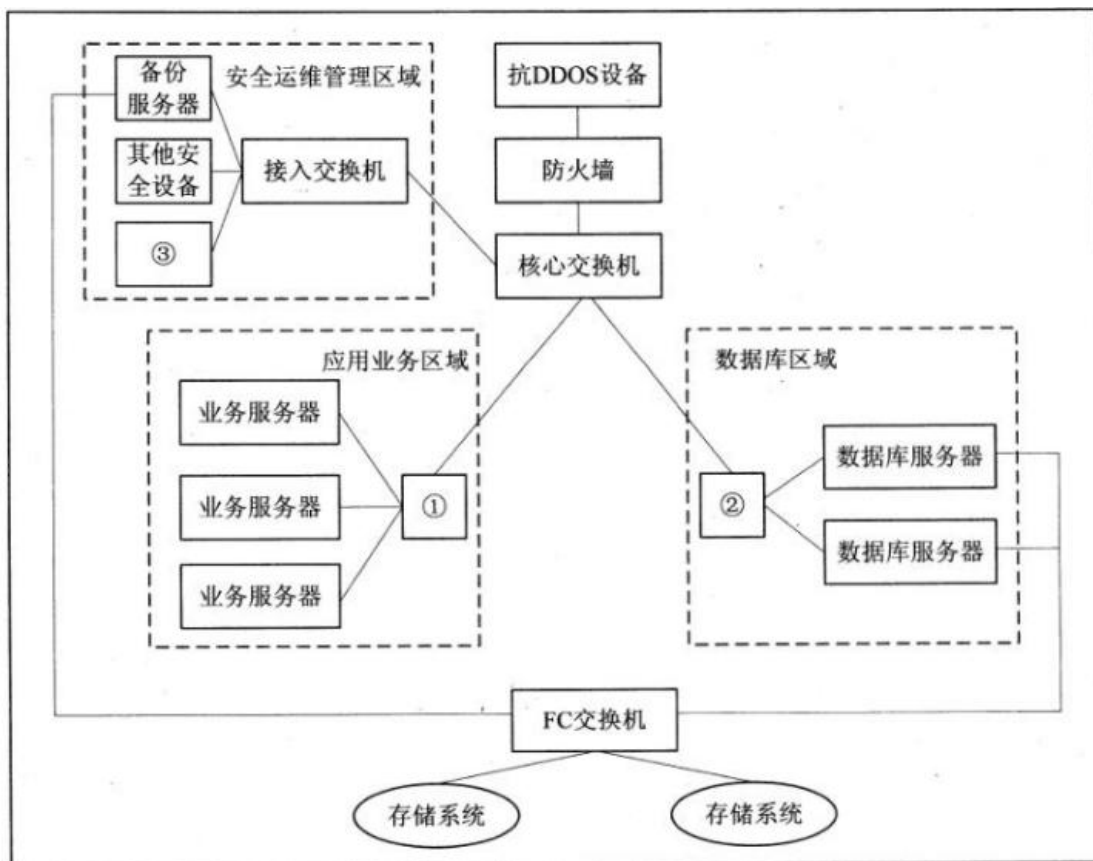 备份
服务器
安全运维管理区域
其他安
全设备
接入交换机
③
抗DDOS设备
防火墙
核心交换机
应用业务区域
业务服务器
业务服务器
业务服务器
①
数据库区域
②
数据库服务器
数据库服务器
FC交换机
存储系统
存储系统